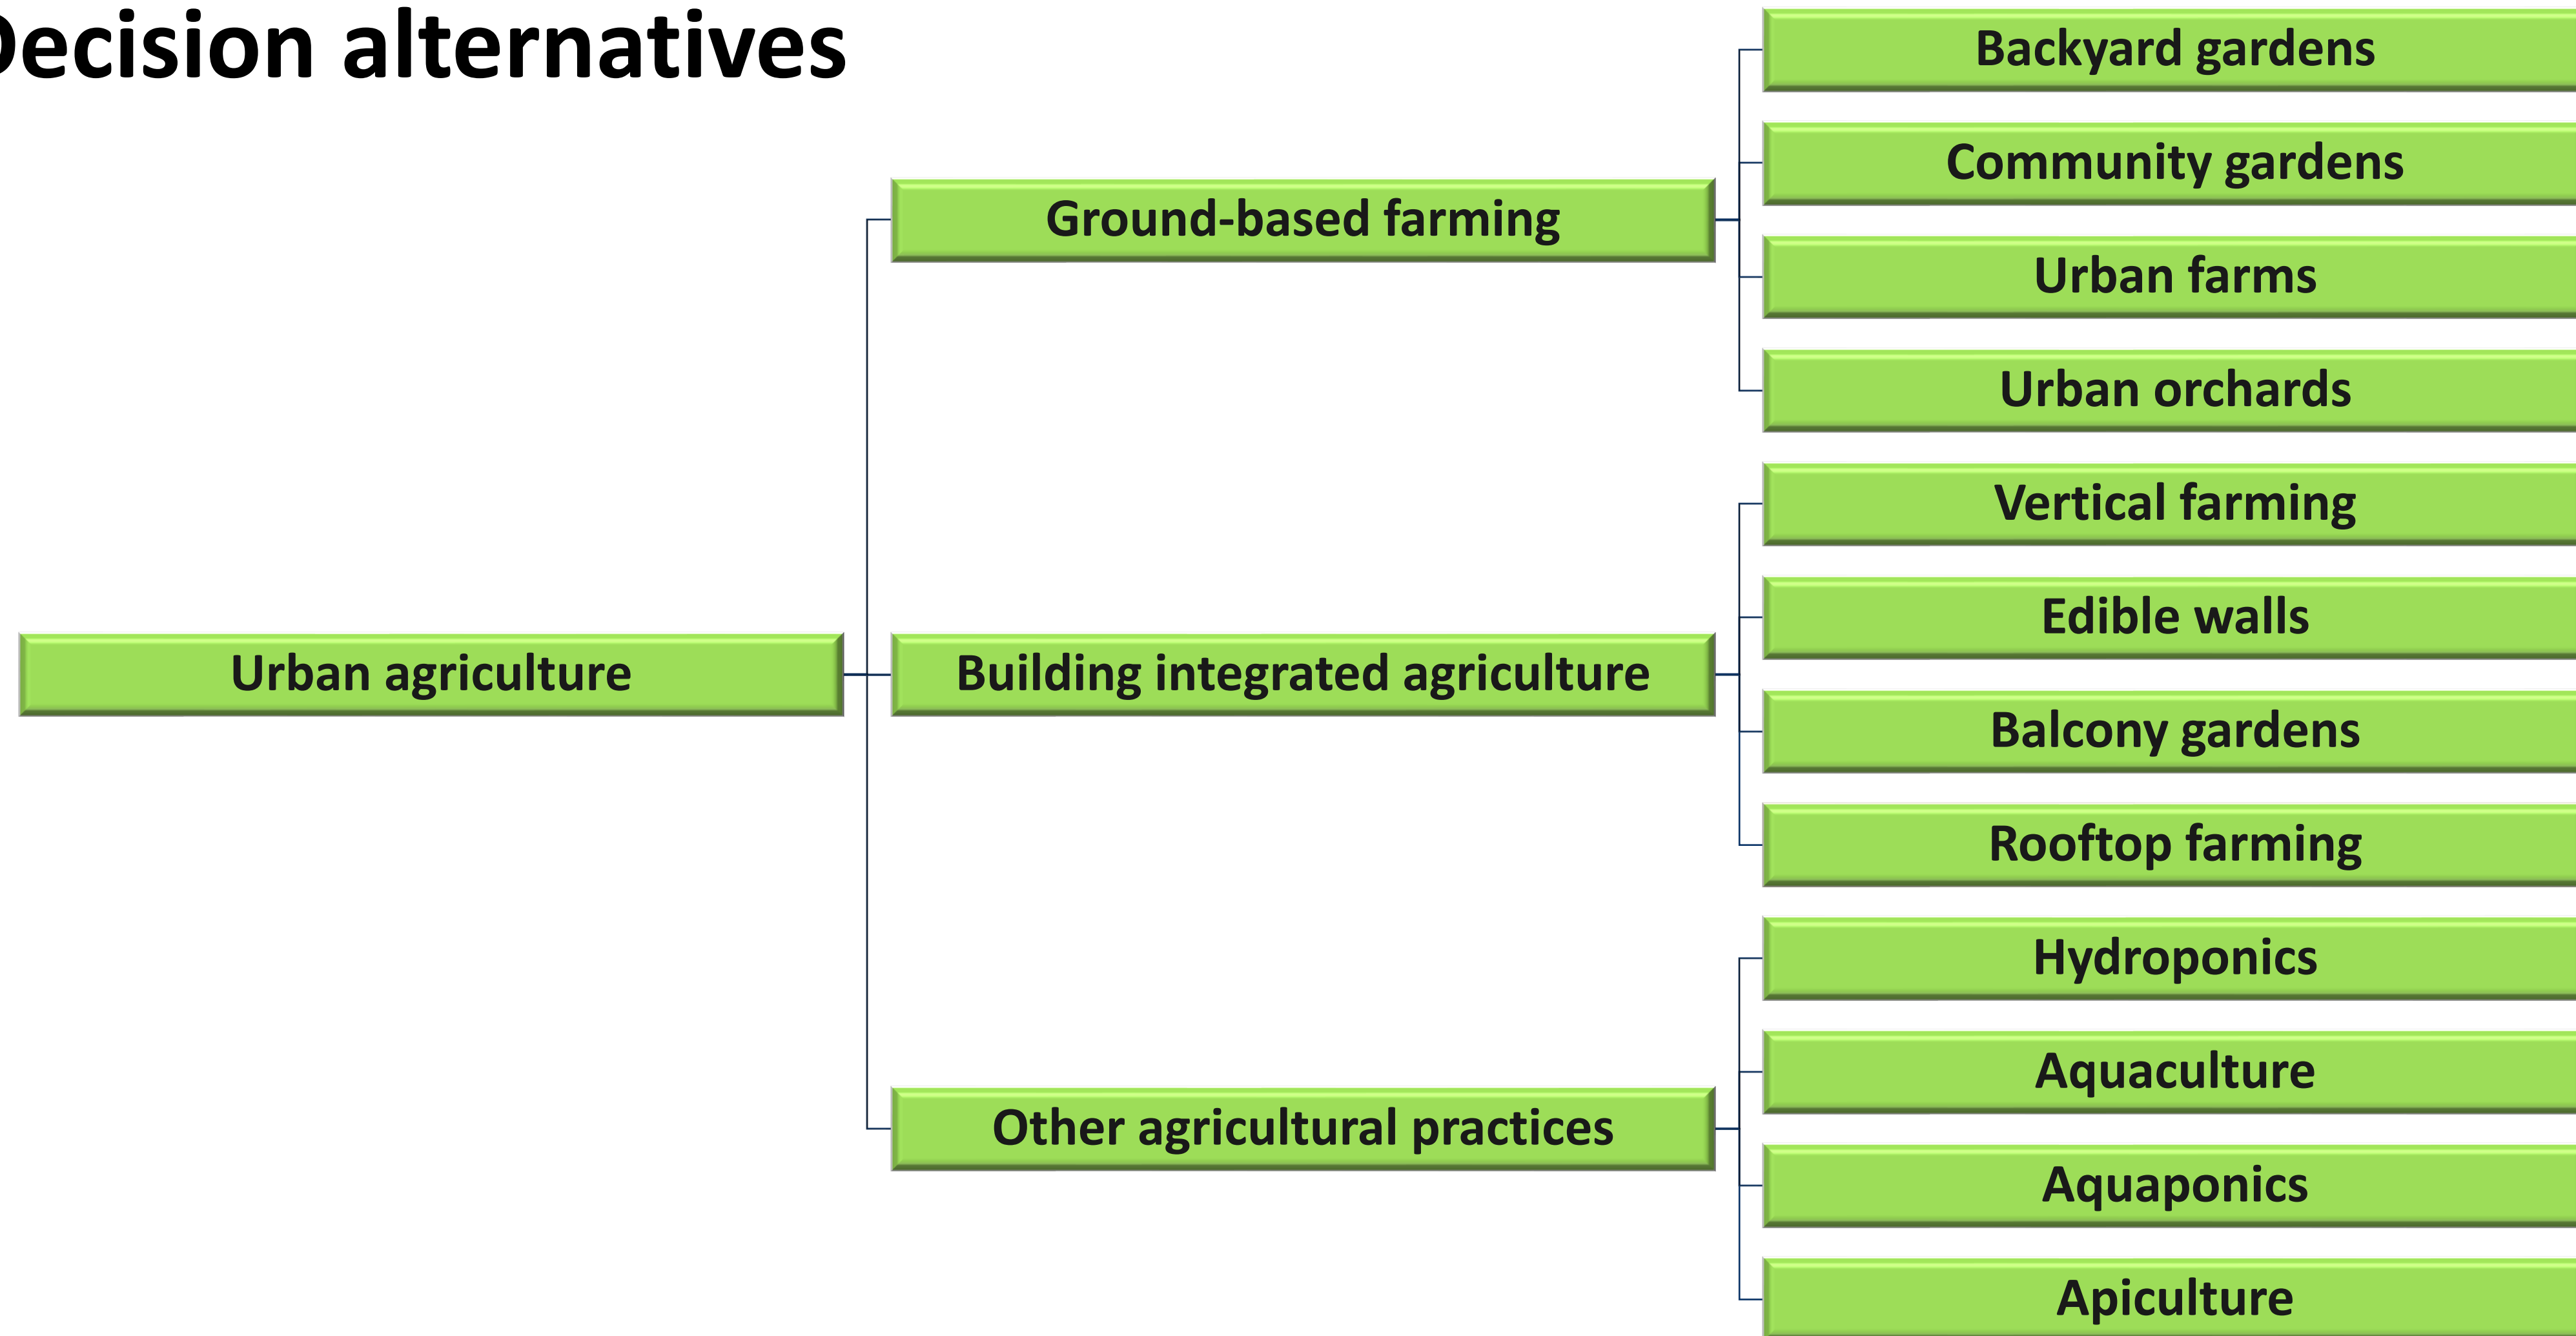 Decision alternatives
Urban agriculture
Ground-based farming
Building integrated agriculture
Other agricultural practices
Backyard gardens
Community gardens
Urban farms
Urban orchards
Vertical farming
Edible walls
Balcony gardens
Rooftop farming
Hydroponics
Aquaculture
Aquaponics
Apiculture